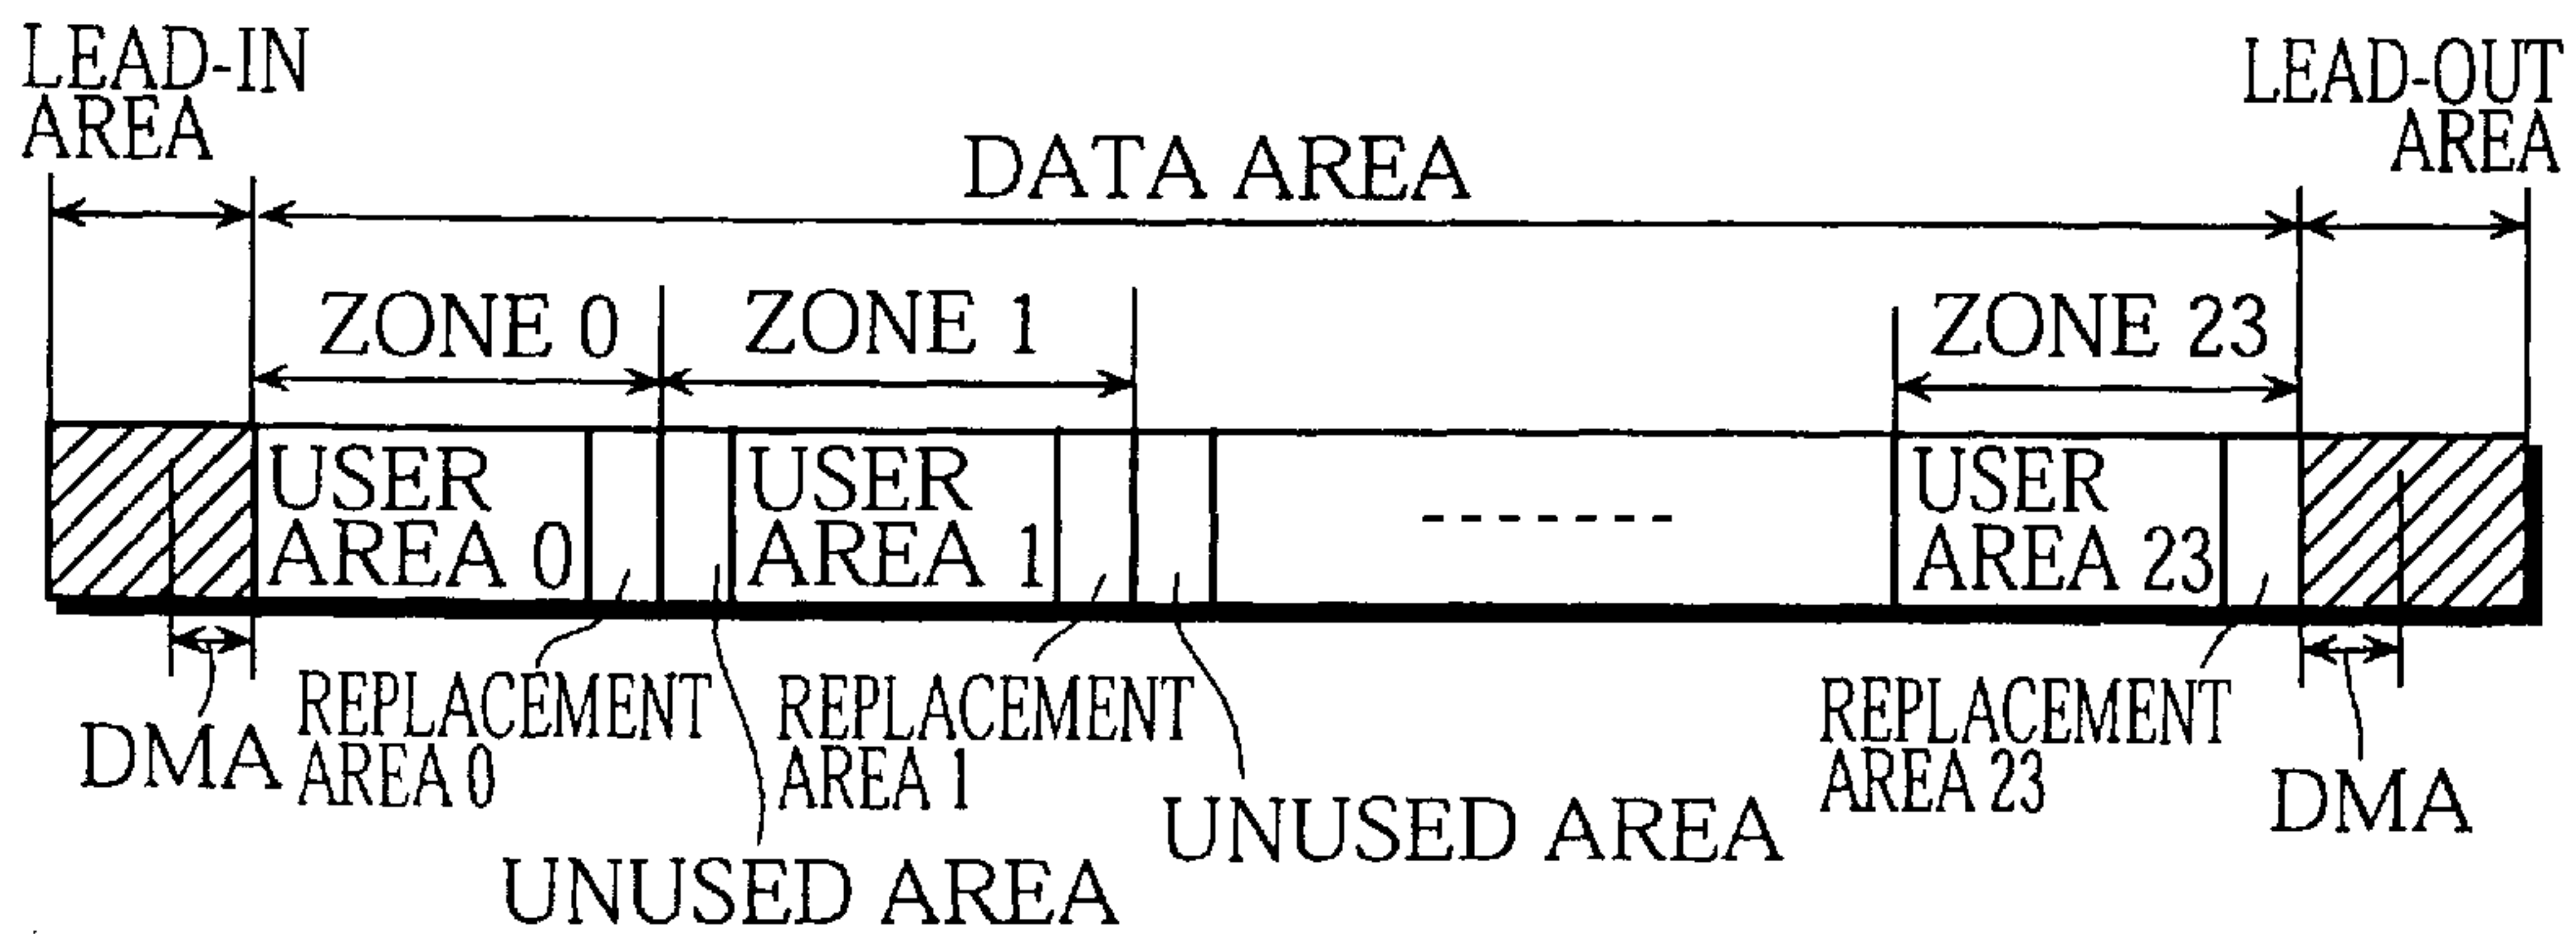 LEAD-IN
AREA
LEAD-OUT
AREA
DATA AREA
ZONE 0
ZONE 1
ZONE 23
USER
AREA 0
USER
AREA 1
USER
AREA 23
DMA
REPLACEMENT
AREA 0
UNUSED AREA
REPLACEMENT
AREA 1
UNUSED AREA
REPLACEMENT
AREA 23
DMA